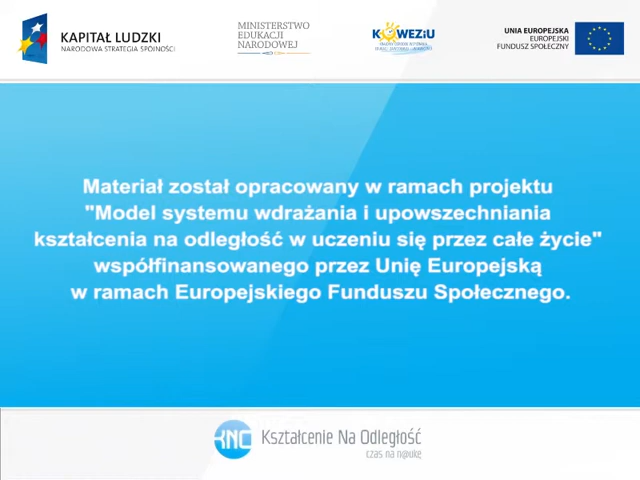 KAPITAŁ LUDZKI
NARODOWA STRATEGIA SPÓJNOŚCI
MINISTERSTWO
EDUKACJI
NARODOWEJ
KOWEZiU
UNIA EUROPEJSKA
EUROPEJSKI
FUNDUSZ SPOŁECZNY
Materiał został opracowany w ramach projektu
"Model systemu wdrażania i upowszechniania
kształcenia na odległość w uczeniu się przez całe życie"
współfinansowanego przez Unię Europejską
w ramach Europejskiego Funduszu Społecznego.
KNO Kształcenie Na Odległość
czas na n@ukę